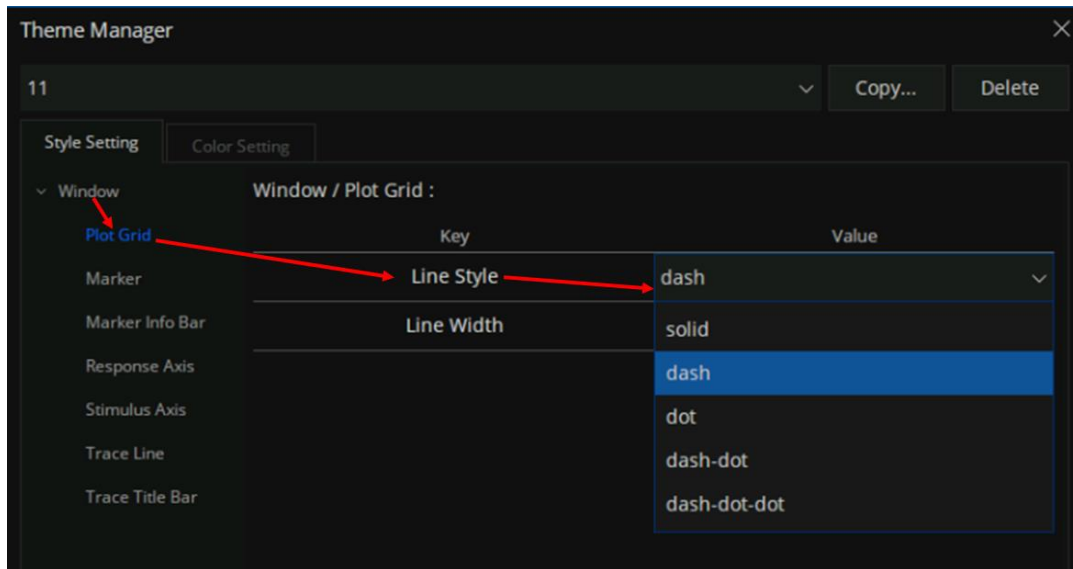 Theme Manager
11
Copy...
Delete
Style Setting
Color Setting
Window
Plot Grid
Marker
Marker Info Bar
Response Axis
Stimulus Axis
Trace Line
Trace Title Bar
Window / Plot Grid :
Key Value
Line Style dash
Line Width
solid
dash
dot
dash-dot
dash-dot-dot